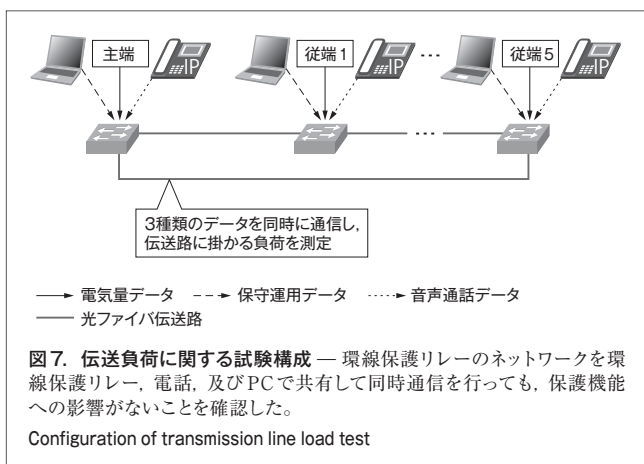 主端
IP
従端1
IP
…
従端5
IP
…
3種類のデータを同時に通信し,
伝送路に掛かる負荷を測定
電気量データ
保守運用データ
音声通話データ
光ファイバ伝送路
図7. 伝送負荷に関する試験構成 — 環線保護リレーのネットワークを環
線保護リレー, 電話, 及びPCで共有して同時通信を行っても, 保護機能
への影響がないことを確認した。
Configuration of transmission line load test